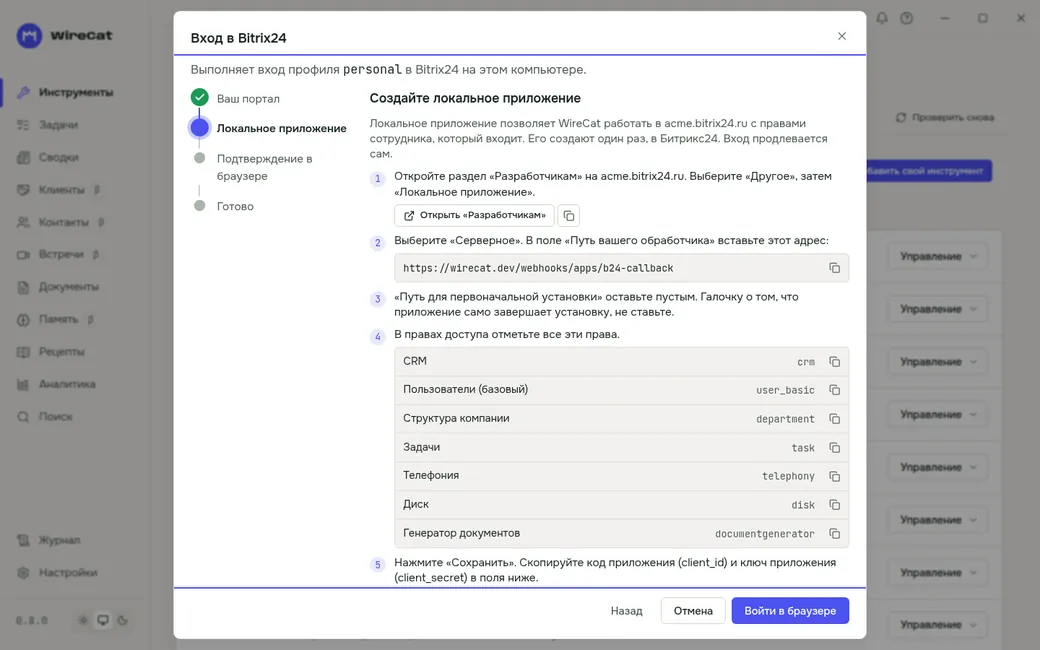 wirecat
Инструменты
Задачи
Сводки
Клиенты β
Контакты β
Встречи β
Документы
Память β
Рецепты
Аналитика
Поиск
Журнал
Настройки
0.8.0
Проверить снова
бавить свой инструмент
Управление
Управление
Управление
Управление
Управление
Управление
Управление
Управление
Вход в Bitrix24
Выполняет вход профиля personal в Bitrix24 на этом компьютере.
Ваш портал
Локальное приложение
Подтверждение в
браузере
Готово
Создайте локальное приложение
Локальное приложение позволяет WireCat работать в acme.bitrix24.ru с правами
сотрудника, который входит. Его создают один раз, в Битрикс24. Вход продлевается
сам.
1 Откройте раздел «Разработчикам» на acme.bitrix24.ru. Выберите «Другое», затем
«Локальное приложение».
Открыть «Разработчикам»
2 Выберите «Серверное». В поле «Путь вашего обработчика» вставьте этот адрес:
https://wirecat.dev/webhooks/apps/b24-callback
3 «Путь для первоначальной установки» оставьте пустым. Галочку о том, что
приложение само завершает установку, не ставьте.
4 В правах доступа отметьте все эти права.
CRM crm
Пользователи (базовый) user_basic
Структура компании department
Задачи task
Телефония telephony
Диск disk
Генератор документов documentgenerator
5 Нажмите «Сохранить». Скопируйте код приложения (client_id) и ключ приложения
(client_secret) в поля ниже.
Назад
Отмена
Войти в браузере